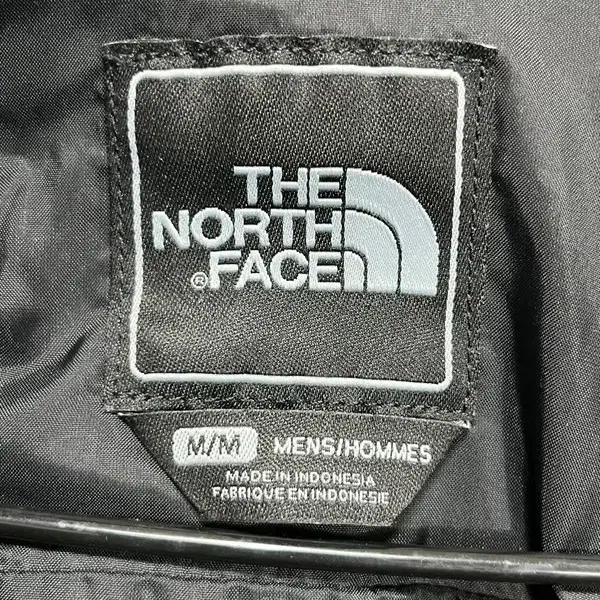 THE
NORTH
®FACE
M/M MENS/HOMMES
MADE IN INDONESIA
FABRIQUE EN INDONESIE